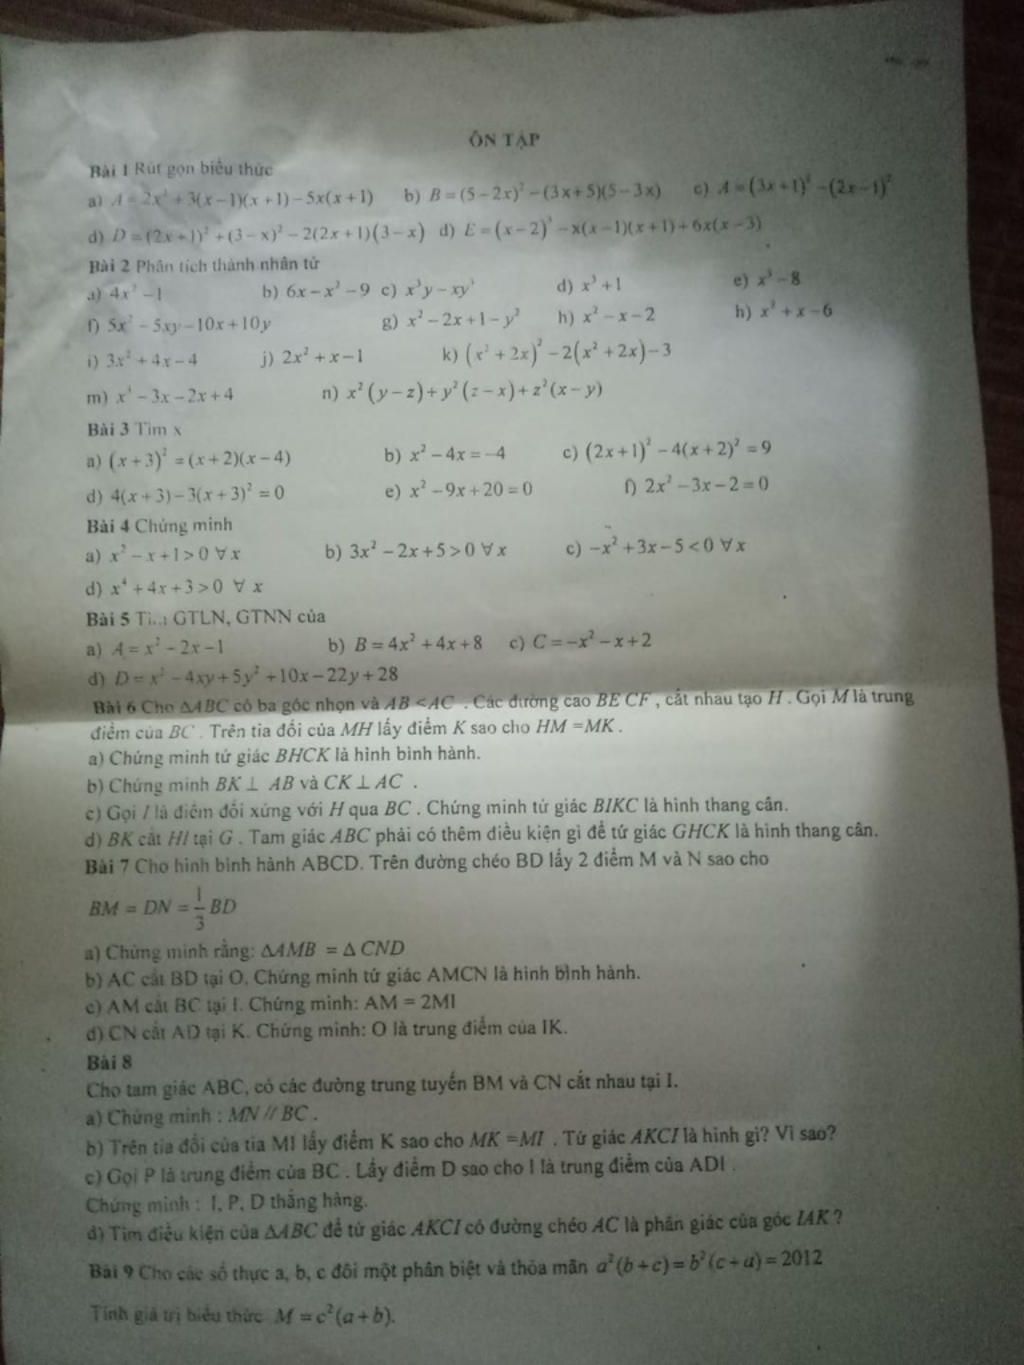 ÔN TẬP
Bài 1 Rút gọn biểu thức
a) A = 2x² + 3(x − 1)(x + 1) − 5x(x + 1) b) B = (5 − 2x)² − (3x + 5)(5 − 3x) c) A = (3x + 1)² − (2x − 1)²
d) D = (2x + 1)² + (3 − x)² − 2(2x + 1)(3 − x) d) E = (x − 2)³ − x(x − 1)(x + 1) + 6x(x − 3)
Bài 2 Phân tích thành nhân tử
a) 4x² − 1 b) 6x − x² − 9 c) x³y − xy³ d) x³ + 1 e) x³ − 8
f) 5x² − 5xy − 10x + 10y g) x² − 2x + 1 − y² h) x² − x − 2 h) x² + x − 6
i) 3x² + 4x − 4 j) 2x² + x − 1 k) (x² + 2x)² − 2(x² + 2x) − 3
m) x³ − 3x − 2x + 4 n) x²(y − z) + y²(z − x) + z²(x − y)
Bài 3 Tìm x
a) (x + 3)² = (x + 2)(x − 4) b) x² − 4x = −4 c) (2x + 1)² − 4(x + 2)² = 9
d) 4(x + 3) − 3(x + 3)² = 0 e) x² − 9x + 20 = 0 f) 2x² − 3x − 2 = 0
Bài 4 Chứng minh
a) x² − x + 1 > 0 ∀ x b) 3x² − 2x + 5 > 0 ∀ x c) −x² + 3x − 5 < 0 ∀ x
d) x⁴ + 4x + 3 > 0 ∀ x
Bài 5 Tìm GTLN, GTNN của
a) A = x² − 2x − 1 b) B = 4x² + 4x + 8 c) C = −x² − x + 2
d) D = x² − 4xy + 5y² + 10x − 22y + 28
Bài 6 Cho ΔABC có ba góc nhọn và AB < AC . Các đường cao BE CF , cắt nhau tạo H . Gọi M là trung
điểm của BC . Trên tia đối của MH lấy điểm K sao cho HM = MK .
a) Chứng minh tứ giác BHCK là hình bình hành.
b) Chứng minh BK ⊥ AB và CK ⊥ AC .
c) Gọi I là điểm đối xứng với H qua BC . Chứng minh tứ giác BIKC là hình thang cân.
d) BK cắt HI tại G . Tam giác ABC phải có thêm điều kiện gì để tứ giác GHCK là hình thang cân.
Bài 7 Cho hình bình hành ABCD. Trên đường chéo BD lấy 2 điểm M và N sao cho
BM = DN = 1/3 BD
a) Chứng minh rằng: ΔAMB = Δ CND
b) AC cắt BD tại O. Chứng minh tứ giác AMCN là hình bình hành.
c) AM cắt BC tại I. Chứng minh: AM = 2MI
d) CN cắt AD tại K. Chứng minh: O là trung điểm của IK.
Bài 8
Cho tam giác ABC, có các đường trung tuyến BM và CN cắt nhau tại I.
a) Chứng minh : MN // BC .
b) Trên tia đối của tia MI lấy điểm K sao cho MK = MI . Tứ giác AKCI là hình gì? Vì sao?
c) Gọi P là trung điểm của BC . Lấy điểm D sao cho I là trung điểm của ADI .
Chứng minh : I, P, D thẳng hàng.
d) Tìm điều kiện của ΔABC để tứ giác AKCI có đường chéo AC là phân giác của góc IAK ?
Bài 9 Cho các số thực a, b, c đôi một phân biệt và thỏa mãn a²(b + c) = b²(c + a) = 2012
Tính giá trị biểu thức M = c²(a + b).